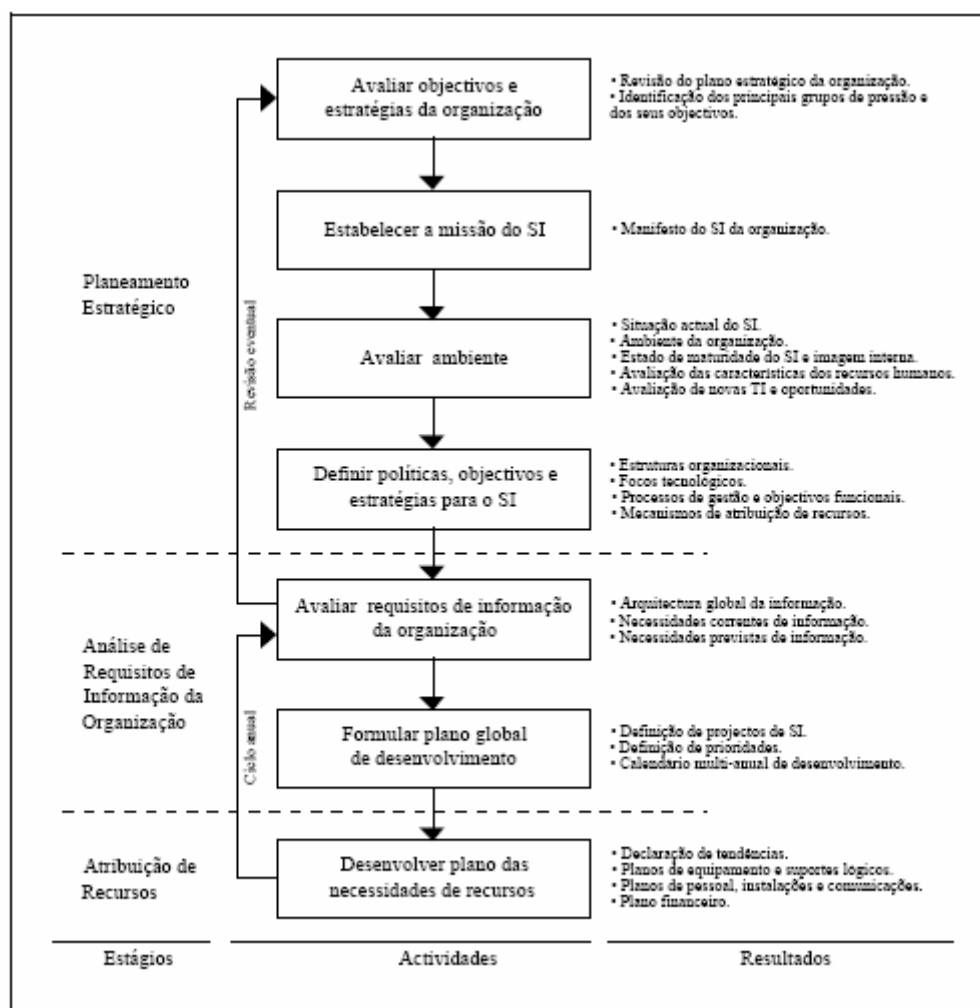 Avaliar objectivos e
estratégias da organização
• Revisão do plano estratégico da organização.
• Identificação dos principais grupos de pressão e
dos seus objectivos.
Estabelecer a missão do SI
• Manifesto do SI da organização.
Planeamento
Estratégico
Revisão eventual
Avaliar ambiente
• Situação actual do SI.
• Ambiente da organização.
• Estado de maturidade do SI e imagem interna.
• Avaliação das características dos recursos humanos.
• Avaliação de novas TI e oportunidades.
Definir políticas, objectivos e
estratégias para o SI
• Estruturas organizacionais.
• Focos tecnológicos.
• Processos de gestão e objectivos funcionais.
• Mecanismos de atribuição de recursos.
Análise de
Requisitos de
Informação da
Organização
Avaliar requisitos de informação
da organização
• Arquitectura global da informação.
• Necessidades correntes de informação.
• Necessidades previstas de informação.
Ciclo anual
Formular plano global
de desenvolvimento
• Definição de projectos de SI.
• Definição de prioridades.
• Calendário multi-anual de desenvolvimento.
Atribuição de
Recursos
Desenvolver plano das
necessidades de recursos
• Declaração de tendências.
• Planos de equipamento e suportes lógicos.
• Planos de pessoal, instalações e comunicações.
• Plano financeiro.
Estágios
Actividades
Resultados